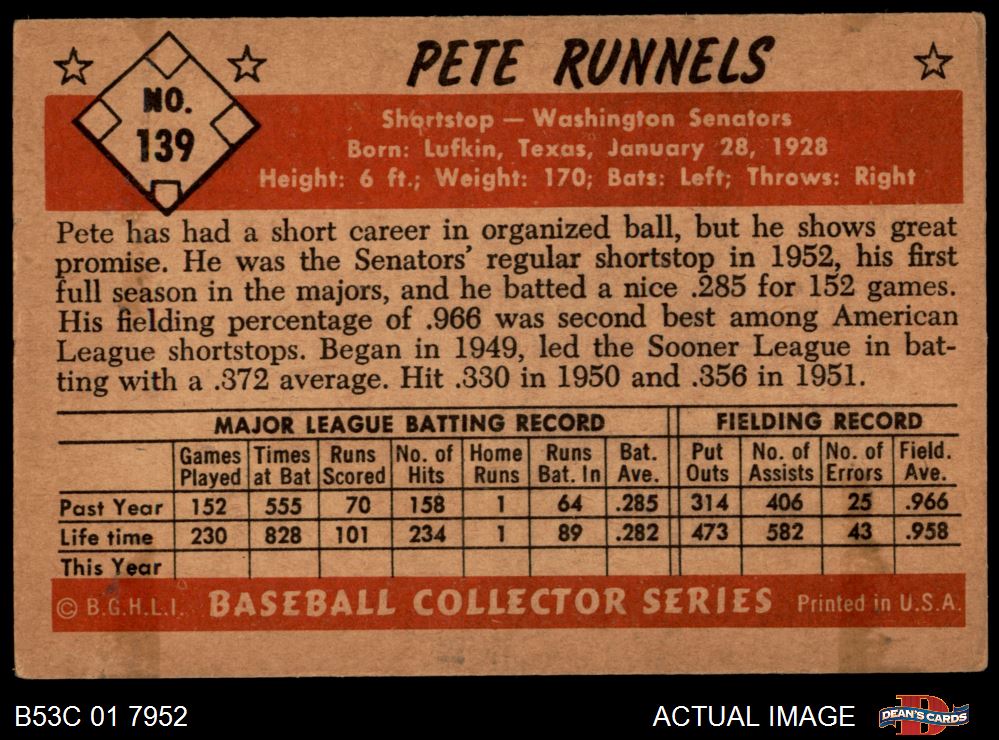 NO.
139
PETE RUNNELS
Shortstop — Washington Senators
Born: Lufkin, Texas, January 28, 1928
Height: 6 ft.; Weight: 170; Bats: Left; Throws: Right
Pete has had a short career in organized ball, but he shows great
promise. He was the Senators' regular shortstop in 1952, his first
full season in the majors, and he batted a nice .285 for 152 games.
His fielding percentage of .966 was second best among American
League shortstops. Began in 1949, led the Sooner League in bat-
ting with a .372 average. Hit .330 in 1950 and .356 in 1951.
MAJOR LEAGUE BATTING RECORD FIELDING RECORD
Games Times Runs No. of Home Runs Bat. Put No. of No. of Field.
Played at Bat Scored Hits Runs Bat. In Ave. Outs Assists Errors Ave.
Past Year 152 555 70 158 1 64 .285 314 406 25 .966
Life time 230 828 101 234 1 89 .282 473 582 43 .958
This Year
© B.G.H.L.I. BASEBALL COLLECTOR SERIES Printed in U.S.A.
B53C 01 7952 ACTUAL IMAGE DEAN'S CARDS